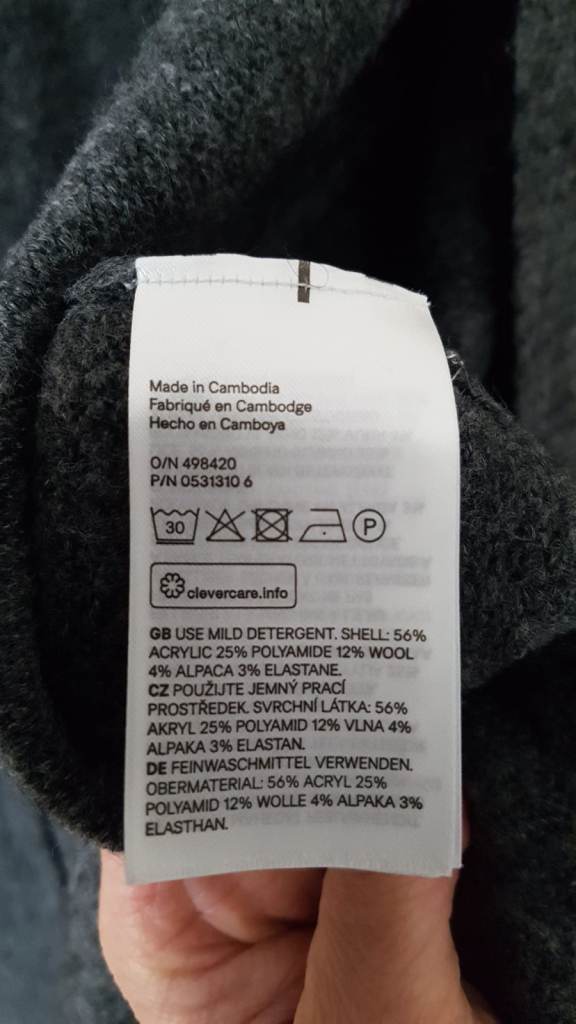 Made in Cambodia
Fabriqué en Cambodge
Hecho en Camboya
O/N 498420
P/N 0531310 6
30 P
clevercare.info
GB USE MILD DETERGENT. SHELL: 56%
ACRYLIC 25% POLYAMIDE 12% WOOL
4% ALPACA 3% ELASTANE.
CZ POUŽIJTE JEMNÝ PRACÍ
PROSTŘEDEK. SVRCHNÍ LÁTKA: 56%
AKRYL 25% POLYAMID 12% VLNA 4%
ALPAKA 3% ELASTAN.
DE FEINWASCHMITTEL VERWENDEN.
OBERMATERIAL: 56% ACRYL 25%
POLYAMID 12% WOLLE 4% ALPAKA 3%
ELASTHAN.